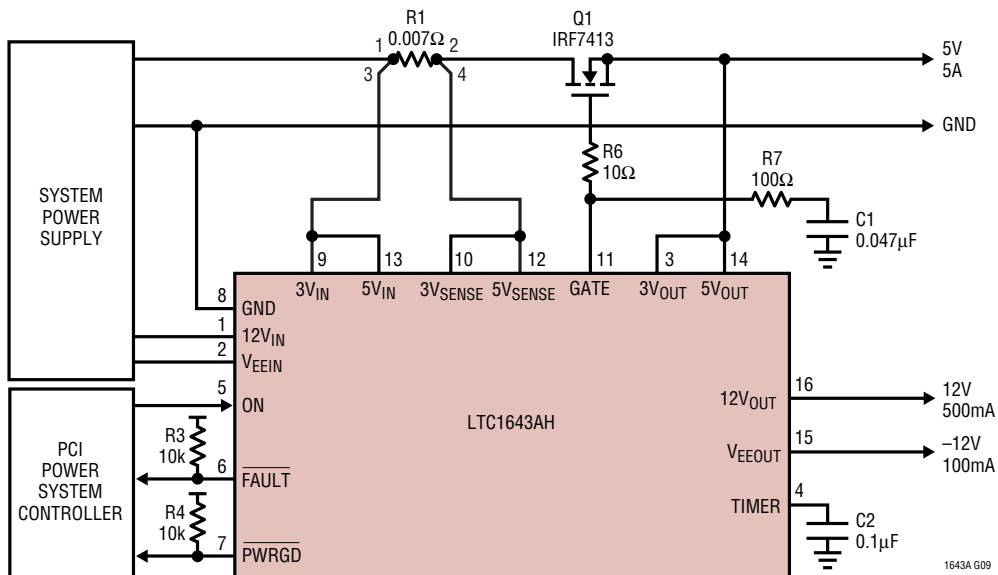 R1
0.007Ω
1
2
3
4
Q1
IRF7413
5V
5A
GND
R6
10Ω
R7
100Ω
C1
0.047µF
SYSTEM
POWER
SUPPLY
9
13
10
12
11
3
14
3VIN
5VIN
3VSENSE
5VSENSE
GATE
3VOUT
5VOUT
8
GND
1
12VIN
2
VEEIN
5
ON
LTC1643AH
12VOUT
16
12V
500mA
VEEOUT
15
–12V
100mA
PCI
POWER
SYSTEM
CONTROLLER
R3
10k
6
FAULT
R4
10k
7
PWRGD
TIMER
4
C2
0.1µF
1643A G09